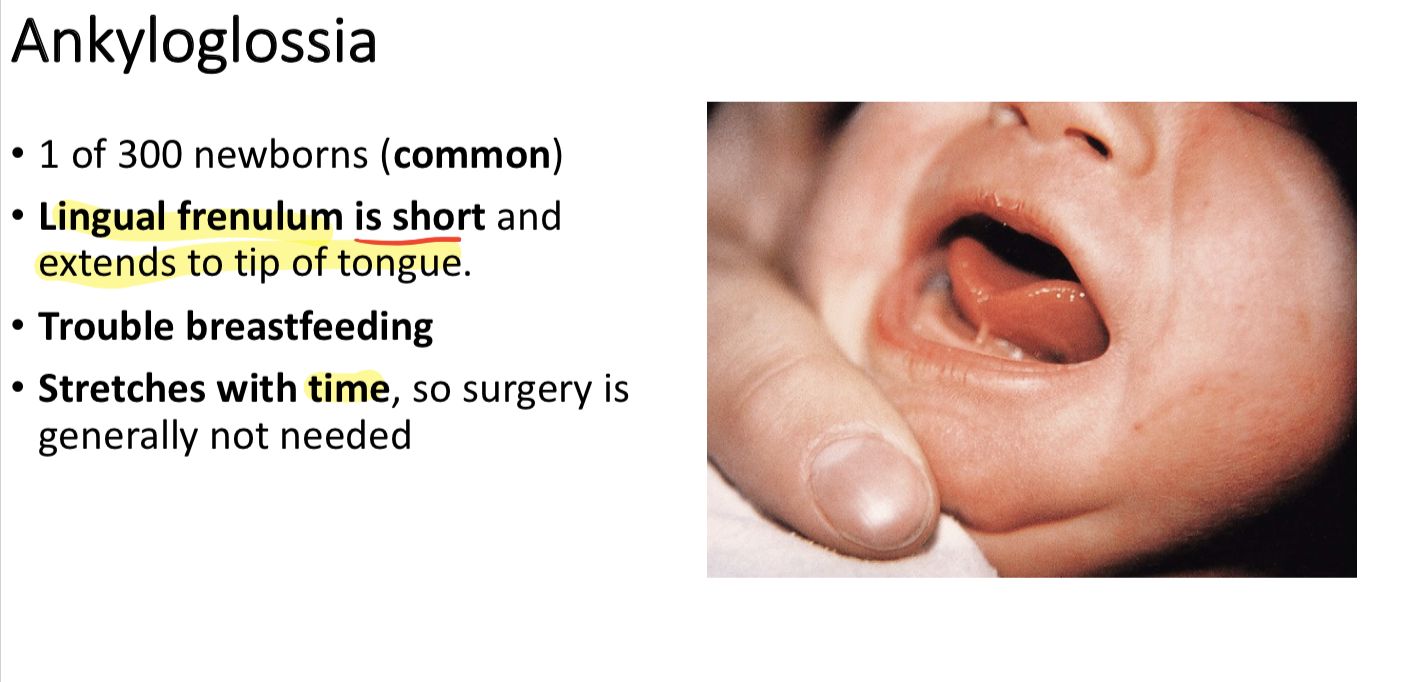 Ankyloglossia
• 1 of 300 newborns (common)
• Lingual frenulum is short and
extends to tip of tongue.
• Trouble breastfeeding
• Stretches with time, so surgery is
generally not needed